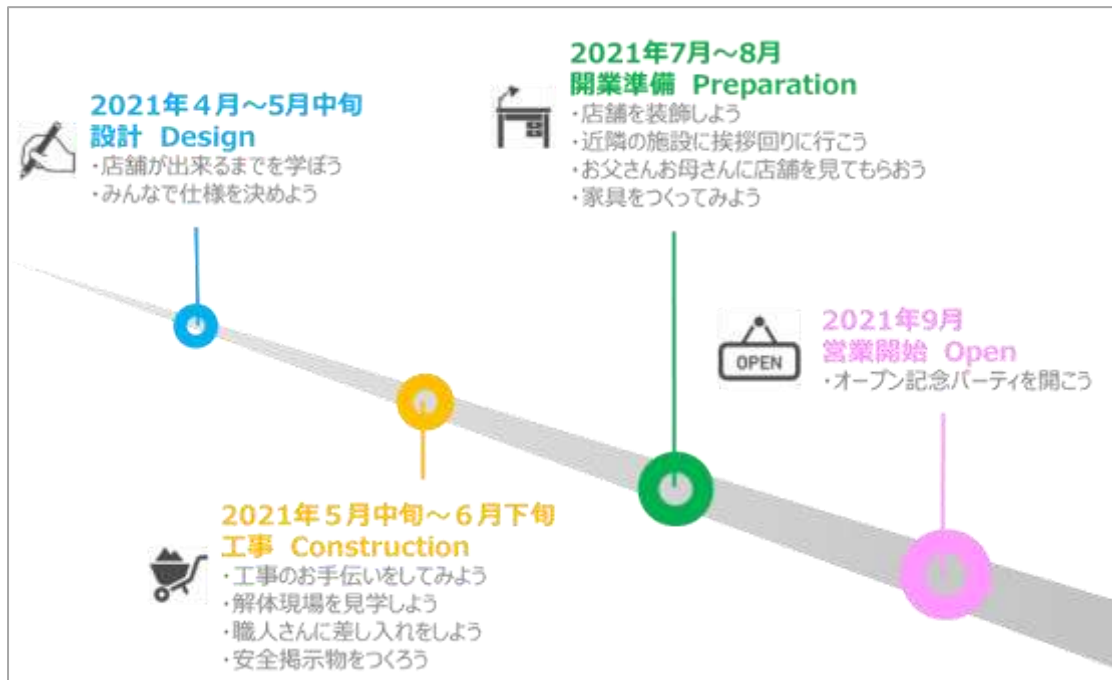 2021年4月～5月中旬
設計 Design
・店舗が出来るまでを学ぼう
・みんなで仕様を決めよう
2021年5月中旬～6月下旬
工事 Construction
・工事のお手伝いをしてみよう
・解体現場を見学しよう
・職人さんに差し入れをしよう
・安全掲示物をつくろう
2021年7月～8月
開業準備 Preparation
・店舗を装飾しよう
・近隣の施設に挨拶回りに行こう
・お父さんお母さんに店舗を見てもらおう
・家具をつくってみよう
OPEN
2021年9月
営業開始 Open
・オープン記念パーティを開こう